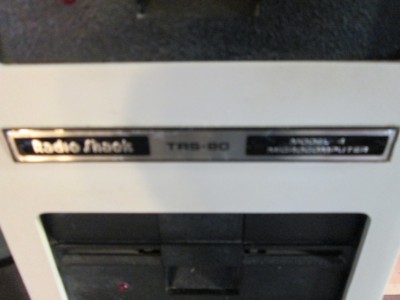 Radio Shack TRS-80 MODEL 4
MICROCOMPUTER